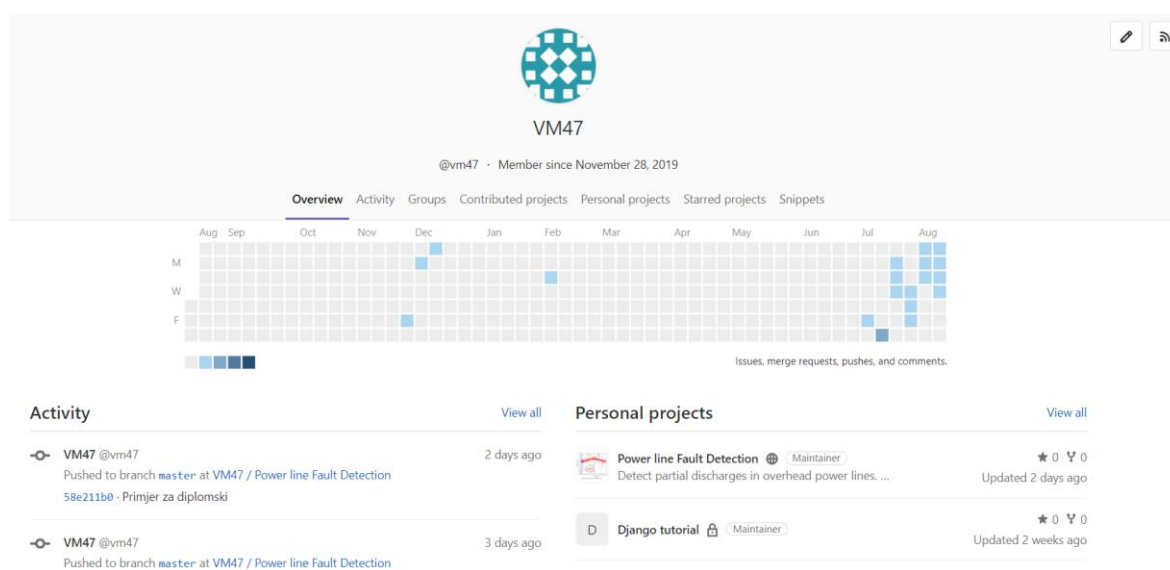 VM47
@vm47 · Member since November 28, 2019
Overview Activity Groups Contributed projects Personal projects Starred projects Snippets
Aug Sep Oct Nov Dec Jan Feb Mar Apr May Jun Jul Aug
M
W
F
Issues, merge requests, pushes, and comments.
Activity View all
VM47 @vm47 2 days ago
Pushed to branch master at VM47 / Power line Fault Detection
58e211b0 · Primjer za diplomski
VM47 @vm47 3 days ago
Pushed to branch master at VM47 / Power line Fault Detection
Personal projects View all
Power line Fault Detection Maintainer ★ 0 0
Detect partial discharges in overhead power lines. ... Updated 2 days ago
D Django tutorial Maintainer ★ 0 0
Updated 2 weeks ago